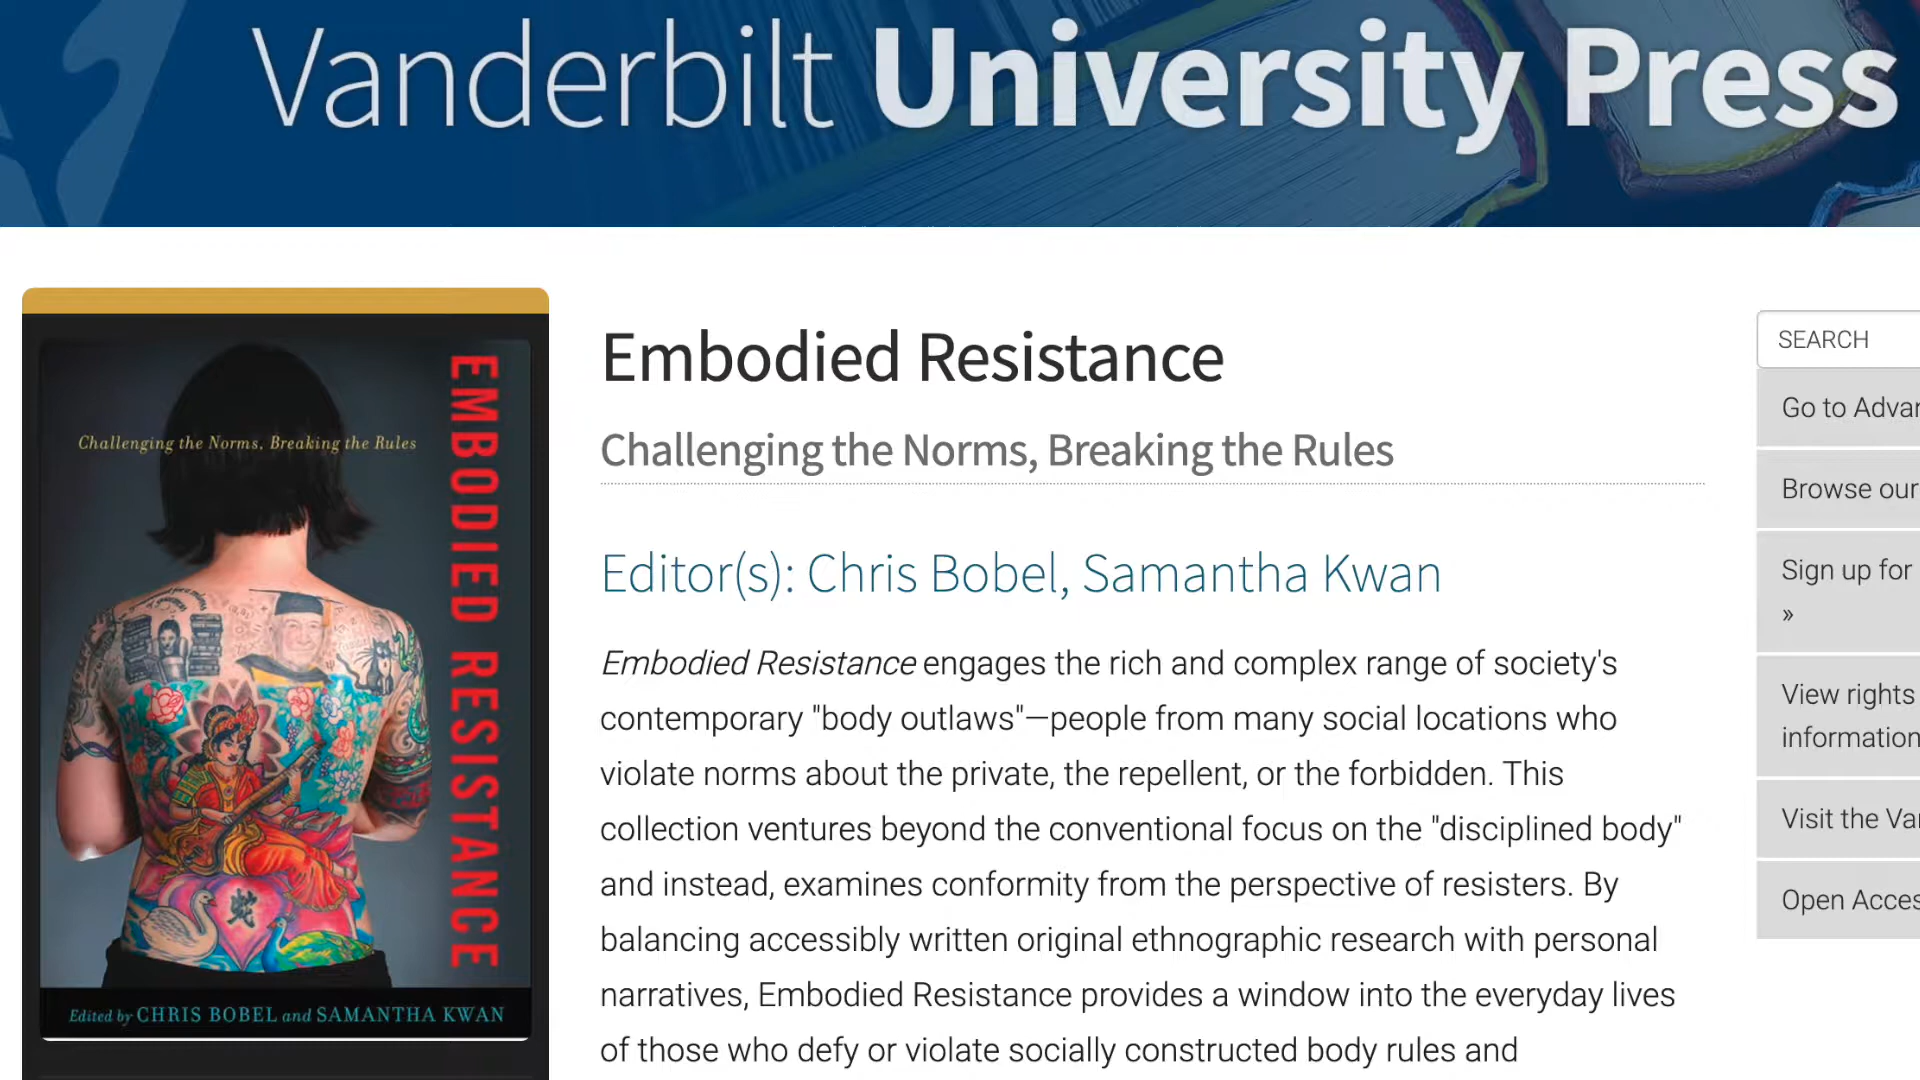 Vanderbilt University Press
Challenging the Norms, Breaking the Rules
EMBODIED RESISTANCE
蛇
Edited by CHRIS BOBEL and SAMANTHA KWAN
Embodied Resistance
Challenging the Norms, Breaking the Rules
Editor(s): Chris Bobel, Samantha Kwan
Embodied Resistance engages the rich and complex range of society's
contemporary "body outlaws"—people from many social locations who
violate norms about the private, the repellent, or the forbidden. This
collection ventures beyond the conventional focus on the "disciplined body"
and instead, examines conformity from the perspective of resisters. By
balancing accessibly written original ethnographic research with personal
narratives, Embodied Resistance provides a window into the everyday lives
of those who defy or violate socially constructed body rules and
SEARCH
Go to Advan
Browse our
Sign up for
»
View rights
information
Visit the Van
Open Acces